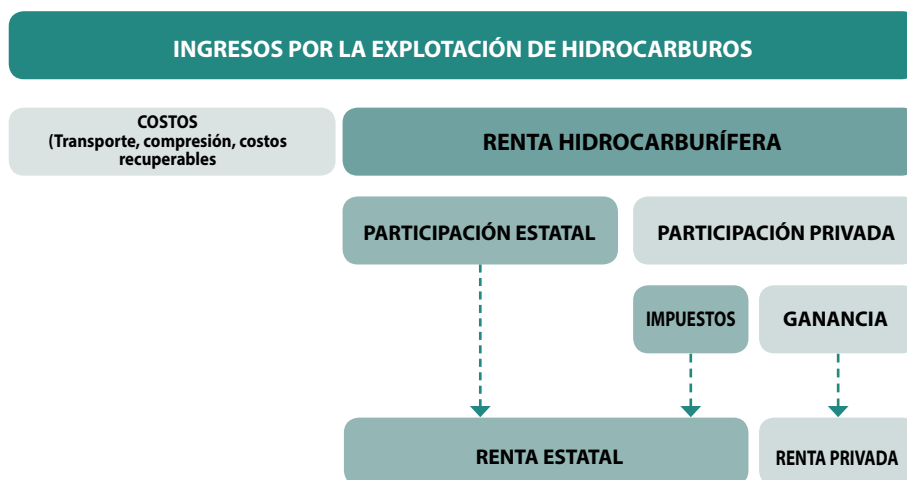 INGRESOS POR LA EXPLOTACIÓN DE HIDROCARBUROS
COSTOS
(Transporte, compresión, costos
recuperables
RENTA HIDROCARBURÍFERA
PARTICIPACIÓN ESTATAL
PARTICIPACIÓN PRIVADA
IMPUESTOS
GANANCIA
RENTA ESTATAL
RENTA PRIVADA